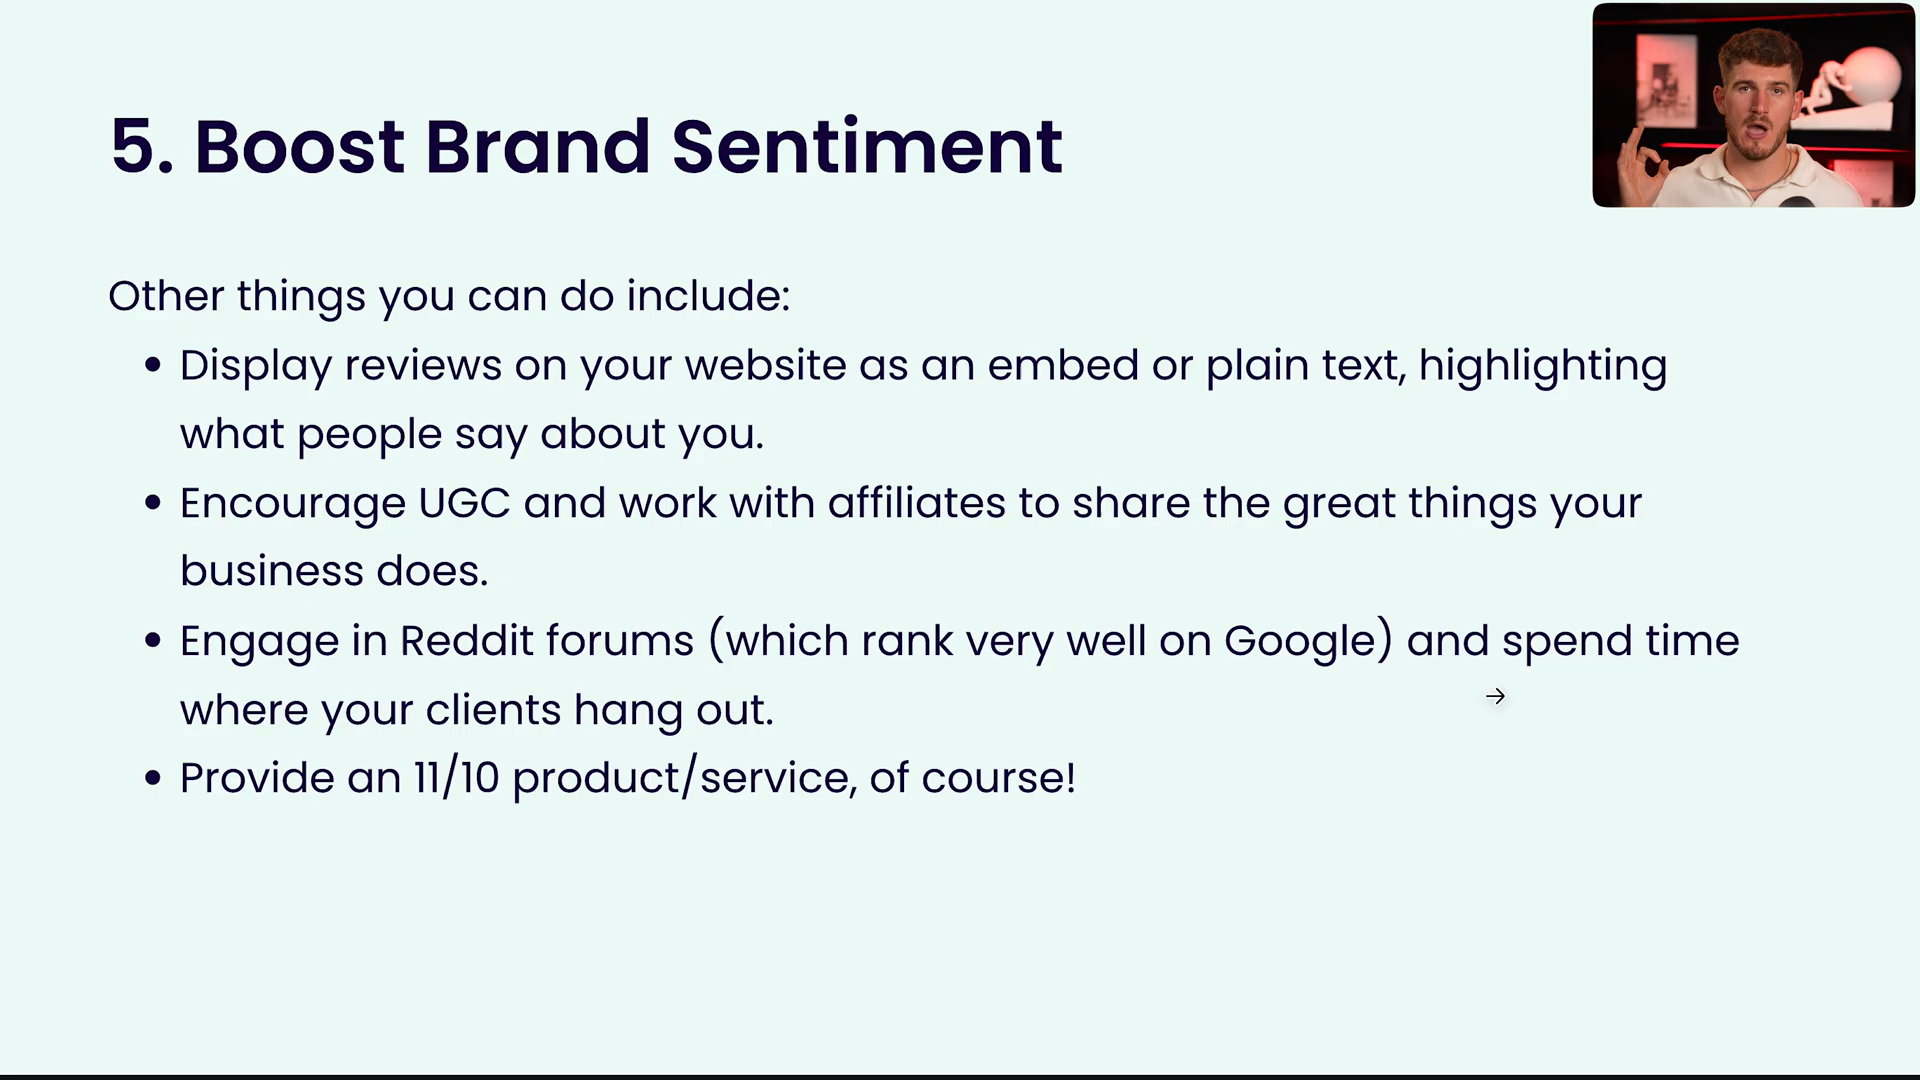 5. Boost Brand Sentiment
Other things you can do include:
• Display reviews on your website as an embed or plain text, highlighting
what people say about you.
• Encourage UGC and work with affiliates to share the great things your
business does.
• Engage in Reddit forums (which rank very well on Google) and spend time
where your clients hang out.
• Provide an 11/10 product/service, of course!